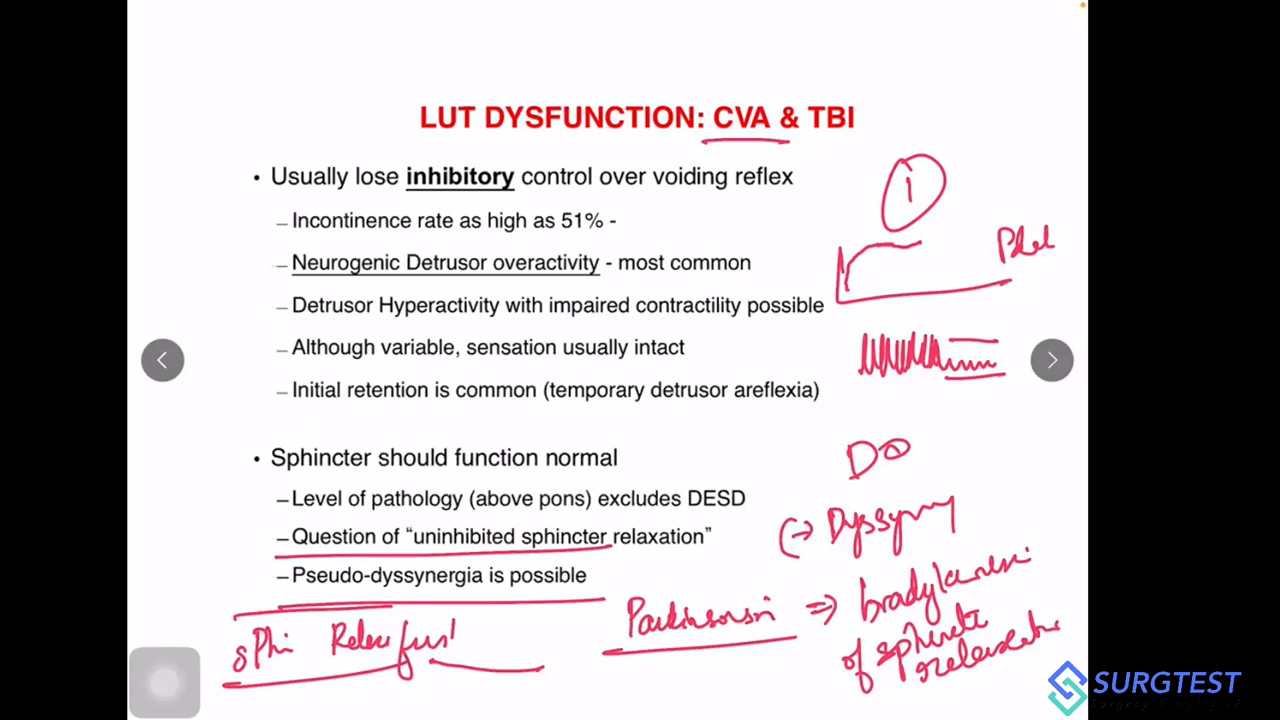 LUT DYSFUNCTION: CVA & TBI
• Usually lose inhibitory control over voiding reflex
– Incontinence rate as high as 51% -
– Neurogenic Detrusor overactivity - most common
– Detrusor Hyperactivity with impaired contractility possible
– Although variable, sensation usually intact
– Initial retention is common (temporary detrusor areflexia)
• Sphincter should function normal
– Level of pathology (above pons) excludes DESD
– Question of “uninhibited sphincter relaxation”
– Pseudo-dyssynergia is possible
DO
of
SURGTEST
Surgery Simplified